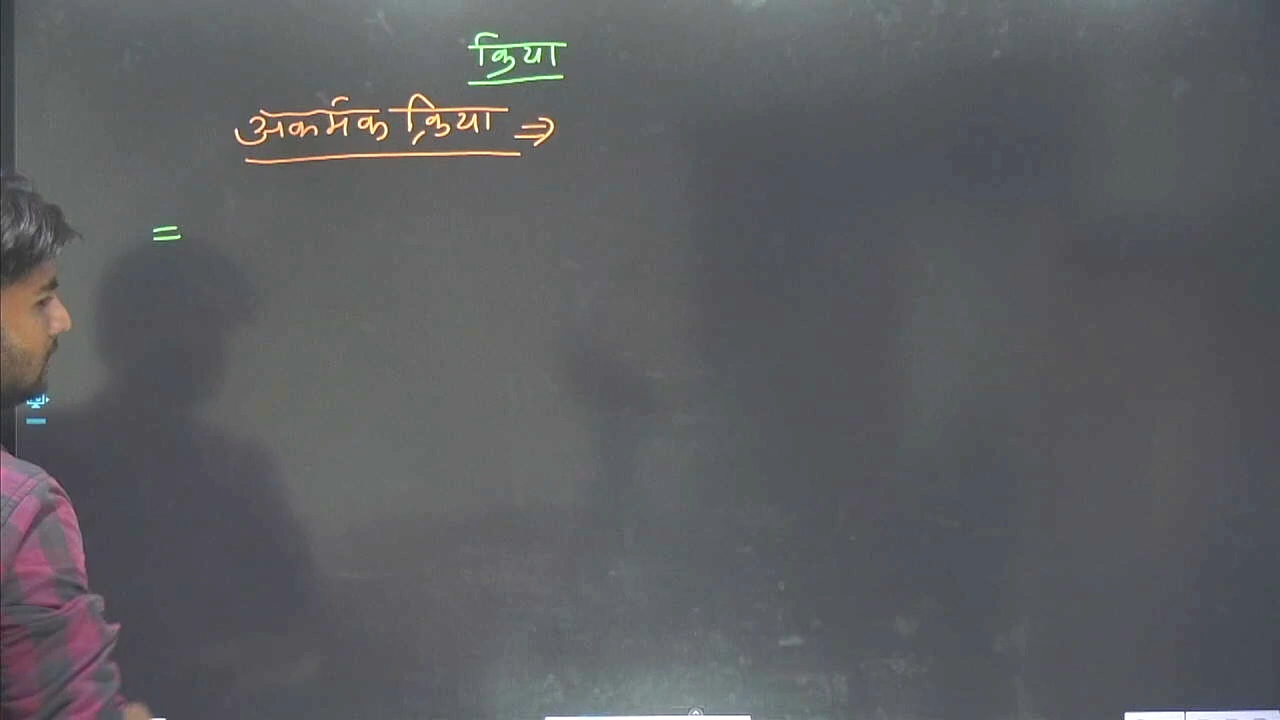 क्रिया
अकर्मक क्रिया ⇒
=